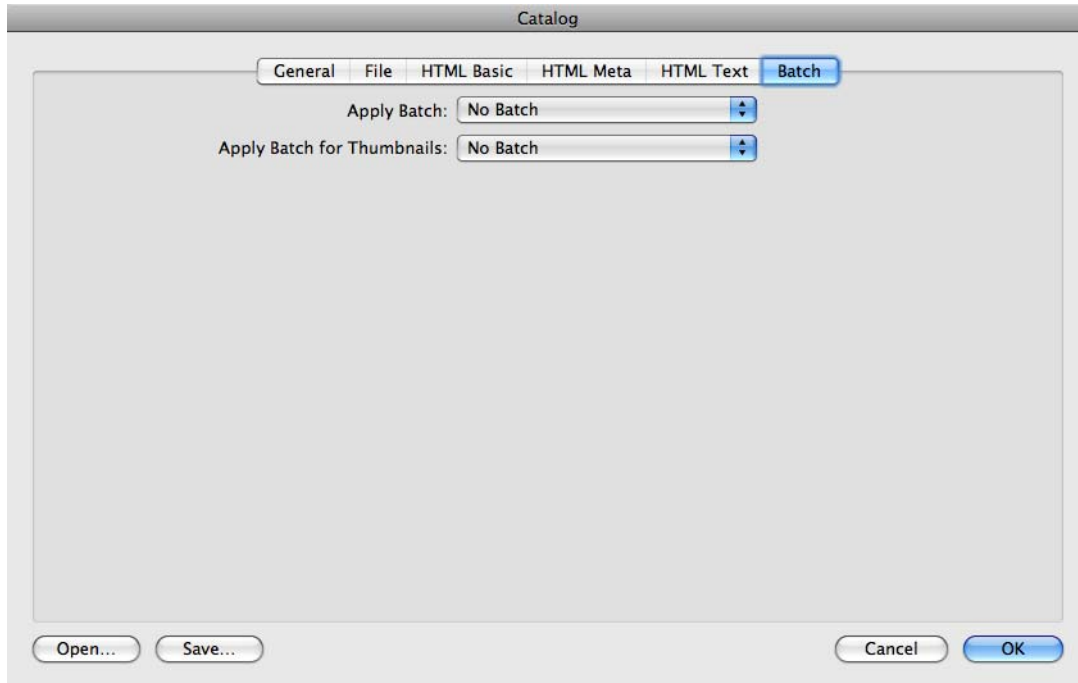 Catalog
General File HTML Basic HTML Meta HTML Text Batch
Apply Batch: No Batch
Apply Batch for Thumbnails: No Batch
Open... Save... Cancel OK